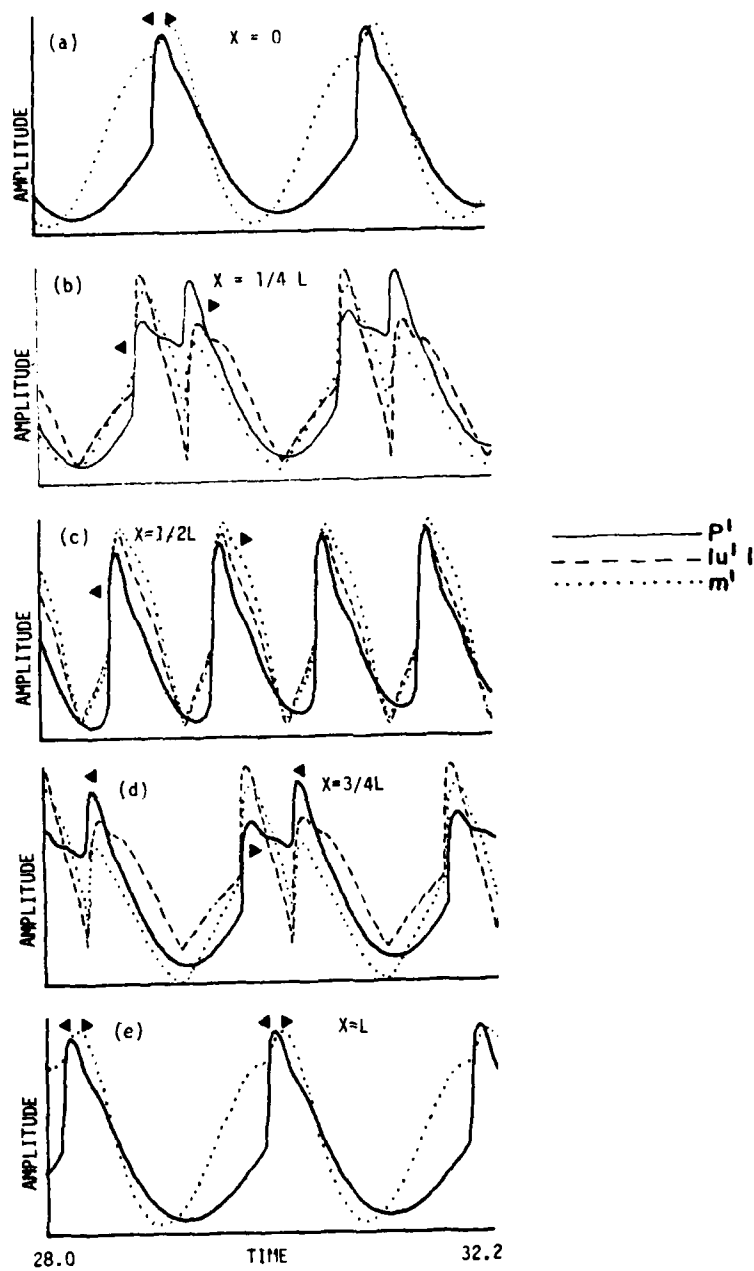 (a)
X = 0
AMPLITUDE
(b)
X = 1/4 L
AMPLITUDE
(c)
X=1/2L
AMPLITUDE
p'
|u'|
m'
(d)
X=3/4L
AMPLITUDE
(e)
X=L
AMPLITUDE
28.0 TIME 32.2